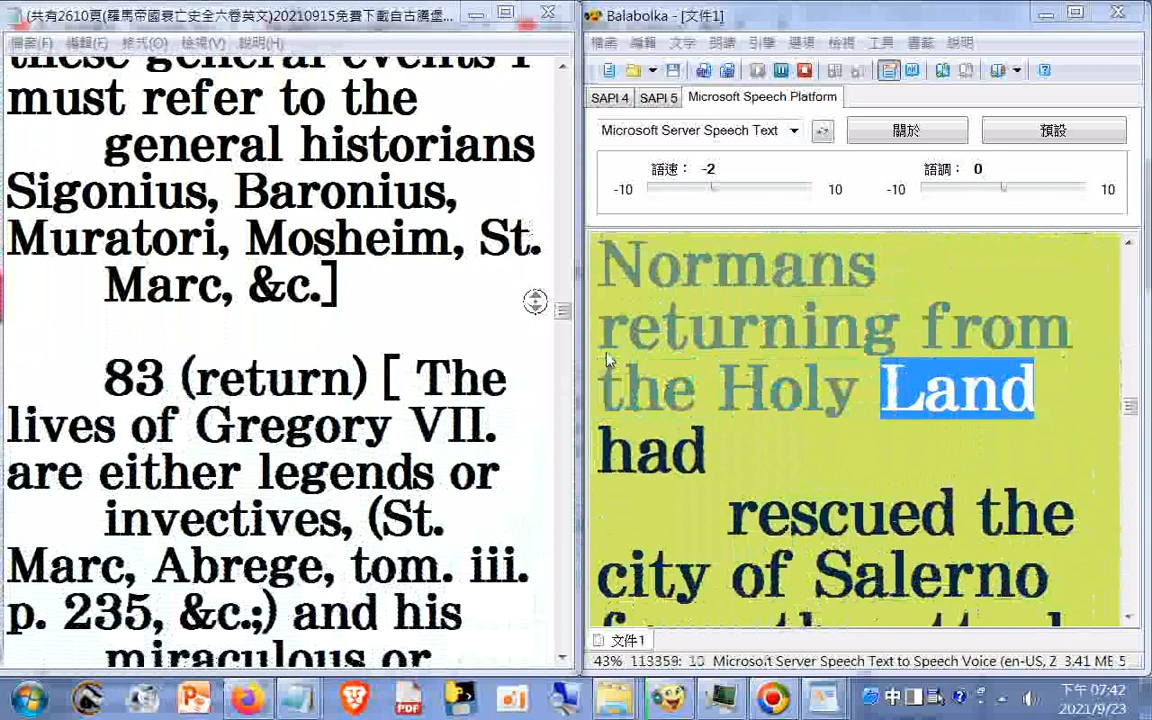 (共有2610頁(羅馬帝國衰亡史全六卷英文)20210915免費下載自古騰堡...
檔案(F) 編輯(E) 格式(O) 檢視(V) 說明(H)
these general events I
must refer to the
general historians
Sigonius, Baronius,
Muratori, Mosheim, St.
Marc, &c.]
83 (return) [ The
lives of Gregory VII.
are either legends or
invectives, (St.
Marc, Abrege, tom. iii.
p. 235, &c.;) and his
miraculous or
Balabolka - [文件1]
檔案 編輯 文字 朗讀 引擎 選項 檢視 工具 書籤 說明
SAPI 4 SAPI 5 Microsoft Speech Platform
Microsoft Server Speech Text 關於 預設
語速： -2 語調： 0
-10 10 -10 10
Normans
returning from
the Holy Land
had
rescued the
city of Salerno
文件1
43% 113359: 10 Microsoft Server Speech Text to Speech Voice (en-US, Z 3.41 MB 5
PDF 中 下午 07:42
2021/9/23